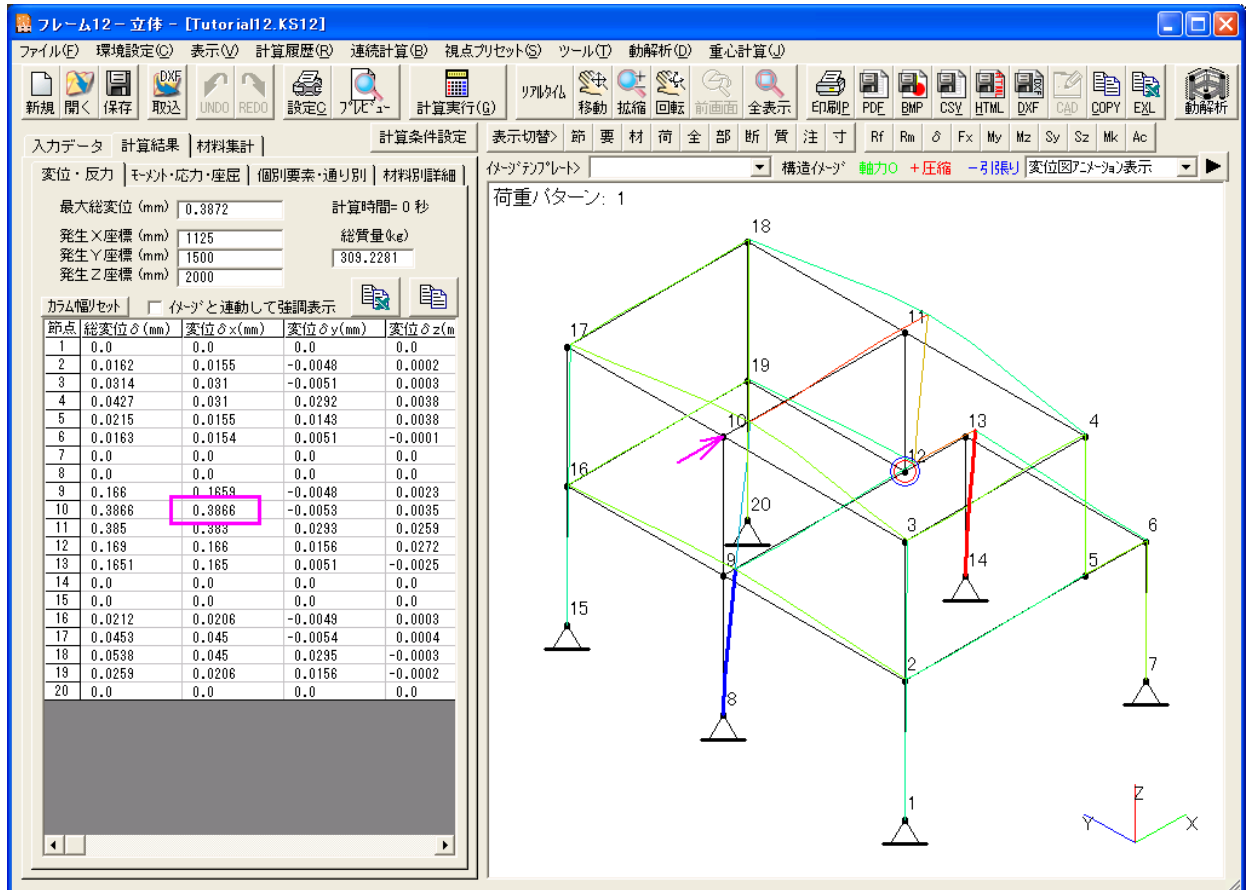 フレーム12－立体 - [Tutorial12.KS12]
ファイル(F) 環境設定(C) 表示(V) 計算履歴(R) 連続計算(B) 視点プリセット(S) ツール(T) 動解析(D) 重心計算(J)
新規 開く 保存 DXF 取込 UNDO REDO 設定C プレビュー 計算実行(G) リアルタイム 移動 拡縮 回転 前画面 全表示 印刷P PDF BMP CSV HTML DXF CAD COPY EXL 動解析
入力データ 計算結果 材料集計 計算条件設定 表示切替> 節 要 材 荷 全 部 断 質 注 寸 Rf Rm δ Fx My Mz Sy Sz Mk Ac
変位・反力 モーメント・応力・座屈 個別要素・通り別 材料別詳細 イメージテンプレート> 構造イメージ 軸力0 +圧縮 -引張り 変位図アニメーション表示
最大総変位 (mm) 0.3872 計算時間= 0 秒
発生X座標 (mm) 1125 総質量(kg)
発生Y座標 (mm) 1500 309.2281
発生Z座標 (mm) 2000
カラム幅リセット イメージと連動して強調表示
節点 総変位δ(mm) 変位δx(mm) 変位δy(mm) 変位δz(m
1 0.0 0.0 0.0 0.0
2 0.0162 0.0155 -0.0048 0.0002
3 0.0314 0.031 -0.0051 0.0003
4 0.0427 0.031 0.0292 0.0038
5 0.0215 0.0155 0.0143 0.0038
6 0.0163 0.0154 0.0051 -0.0001
7 0.0 0.0 0.0 0.0
8 0.0 0.0 0.0 0.0
9 0.166 0.1659 -0.0048 0.0023
10 0.3866 0.3866 -0.0053 0.0035
11 0.385 0.383 0.0293 0.0259
12 0.169 0.166 0.0156 0.0272
13 0.1651 0.165 0.0051 -0.0025
14 0.0 0.0 0.0 0.0
15 0.0 0.0 0.0 0.0
16 0.0212 0.0206 -0.0049 0.0003
17 0.0453 0.045 -0.0054 0.0004
18 0.0538 0.045 0.0295 -0.0003
19 0.0259 0.0206 0.0156 -0.0002
20 0.0 0.0 0.0 0.0
荷重パターン: 1
18
11
17
19
10
13
4
12
16
20
3
6
9
14
5
15
2
7
8
1
Z
Y
X